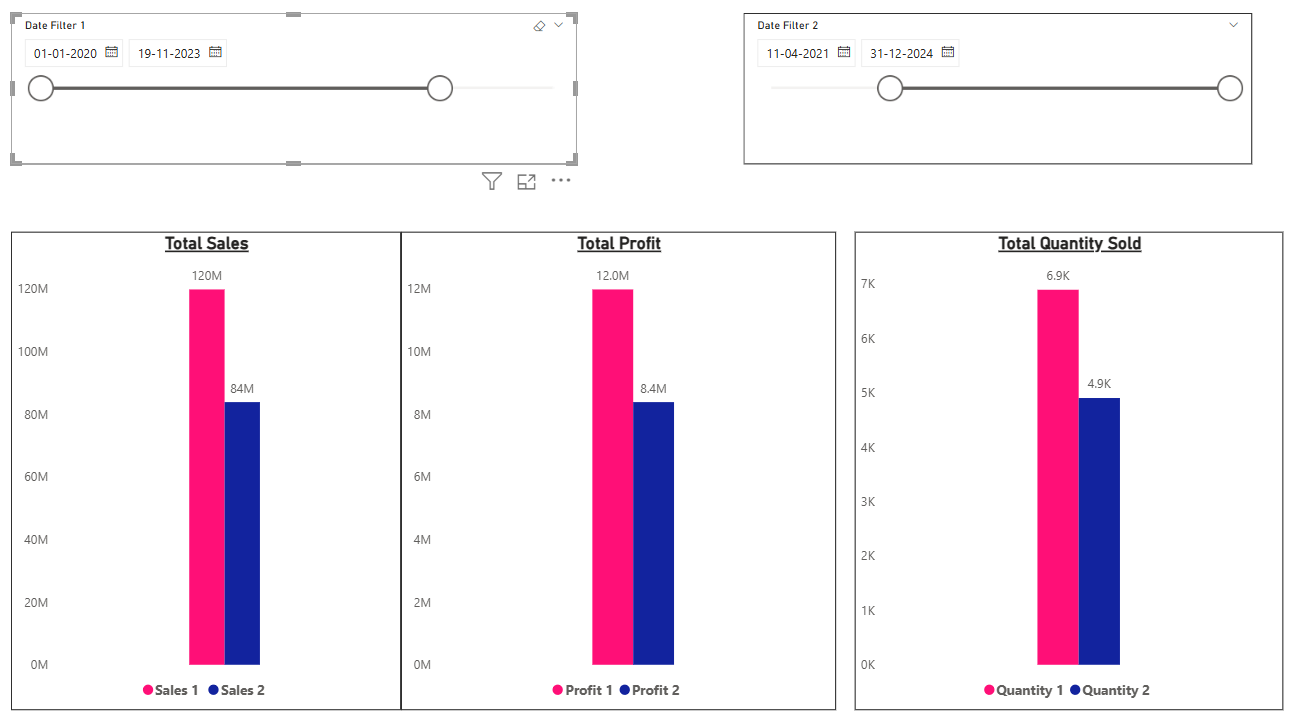 Date Filter 1
01-01-2020 19-11-2023
Date Filter 2
11-04-2021 31-12-2024
Total Sales
120M
120M
100M
84M
80M
60M
40M
20M
0M
Sales 1 Sales 2
Total Profit
12.0M
12M
10M
8.4M
8M
6M
4M
2M
0M
Profit 1 Profit 2
Total Quantity Sold
6.9K
7K
6K
4.9K
5K
4K
3K
2K
1K
0K
Quantity 1 Quantity 2